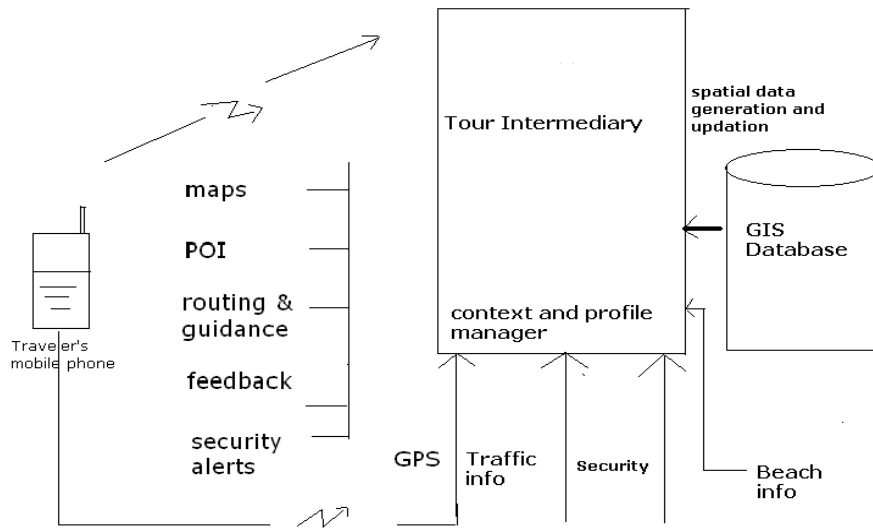 spatial data
generation and
updation
Tour Intermediary
maps
POI
GIS
Database
routing &
guidance
context and profile
manager
Traveler's
mobile phone
feedback
security
alerts
GPS
Traffic
info
Security
Beach
info